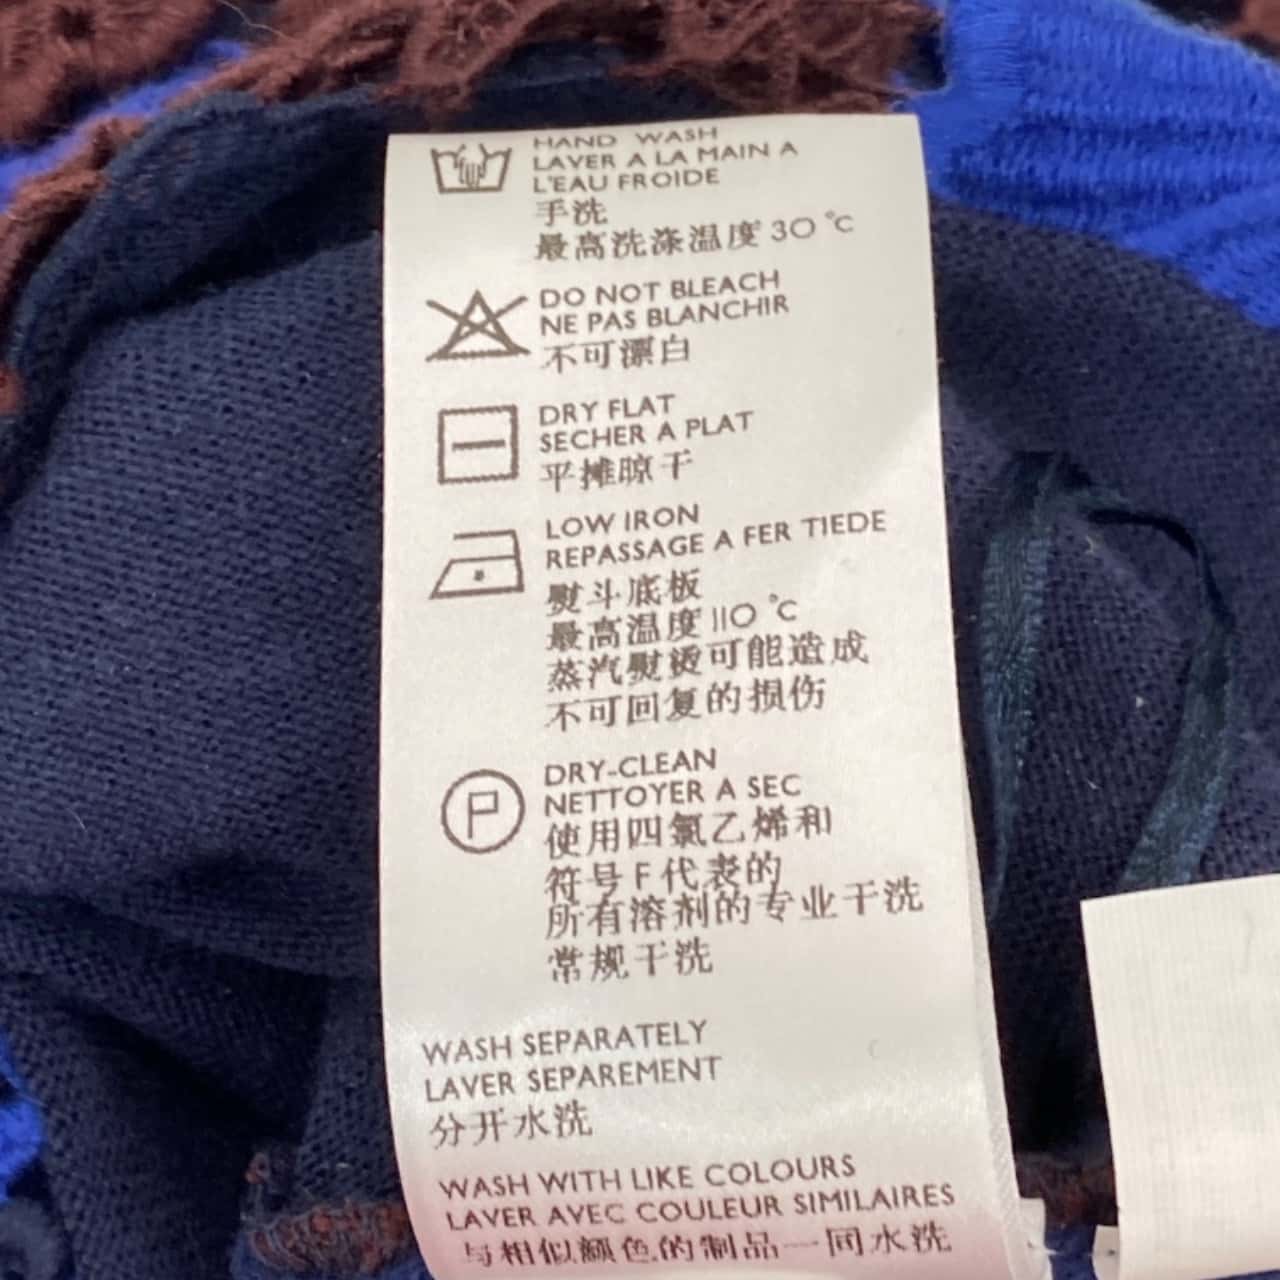 HAND WASH
LAVER A LA MAIN A
L'EAU FROIDE
手洗
最高洗涤温度30℃
DO NOT BLEACH
NE PAS BLANCHIR
不可漂白
DRY FLAT
SECHER A PLAT
平摊晾干
LOW IRON
REPASSAGE A FER TIEDE
熨斗底板
最高温度110℃
蒸汽熨烫可能造成
不可回复的损伤
DRY-CLEAN
NETTOYER A SEC
P
使用四氯乙烯和
符号F代表的
所有溶剂的专业干洗
常规干洗
WASH SEPARATELY
LAVER SEPAREMENT
分开水洗
WASH WITH LIKE COLOURS
LAVER AVEC COULEUR SIMILAIRES
与相似颜色的制品一同水洗